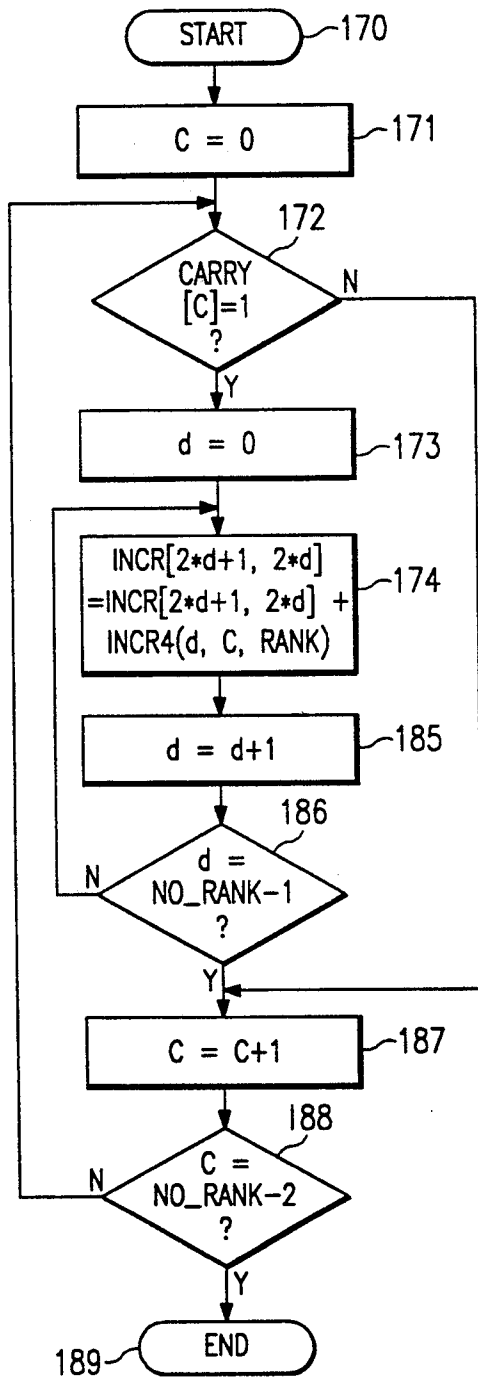 START
170
C = 0
171
172
CARRY
[C]=1
?
N
Y
d = 0
173
INCR[2*d+1, 2*d]
=INCR[2*d+1, 2*d] +
INCR4(d, C, RANK)
174
d = d+1
185
186
d =
NO_RANK-1
?
N
Y
C = C+1
187
188
C =
NO_RANK-2
?
N
Y
END
189